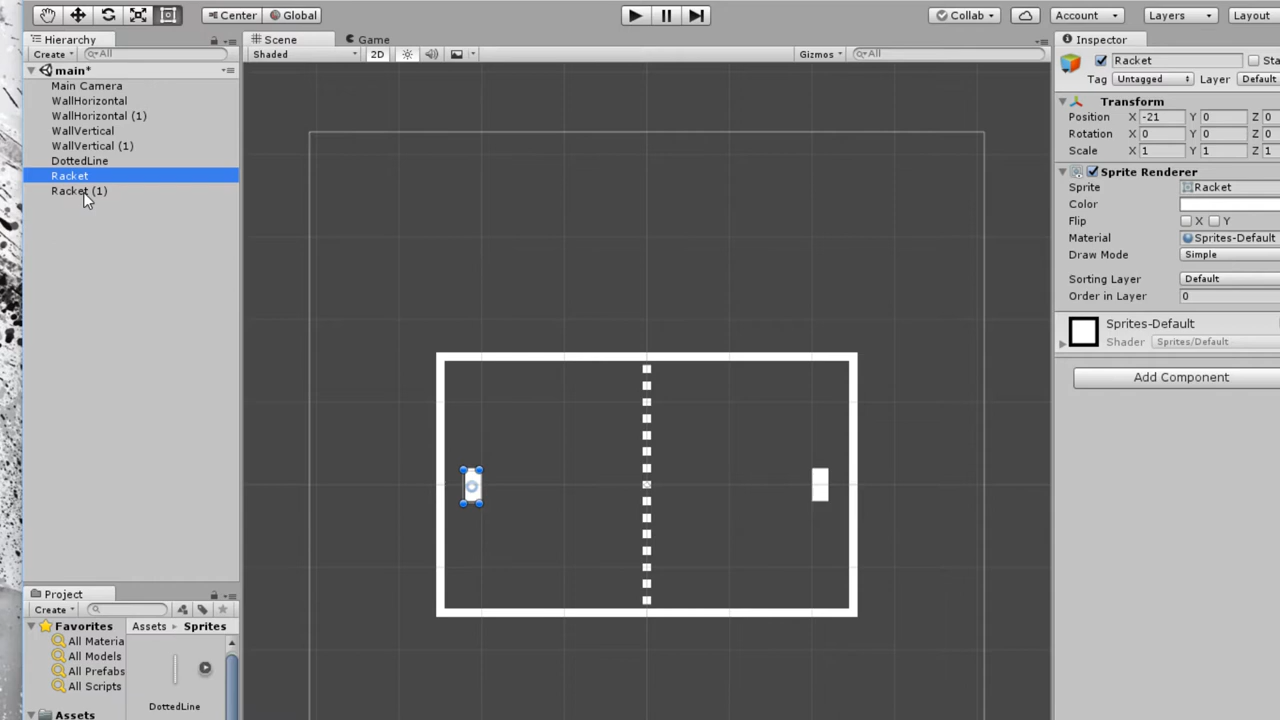 Center Global Collab Account Layers Layout
Hierarchy Scene Game Inspector
Create All Shaded 2D Gizmos All
main*
Main Camera
WallHorizontal
WallHorizontal (1)
WallVertical
WallVertical (1)
DottedLine
Racket
Racket (1)
Racket Sta
Tag Untagged Layer Default
Transform
Position X -21 Y 0 Z 0
Rotation X 0 Y 0 Z 0
Scale X 1 Y 1 Z 1
Sprite Renderer
Sprite Racket
Color
Flip X Y
Material Sprites-Default
Draw Mode Simple
Sorting Layer Default
Order in Layer 0
Sprites-Default
Shader Sprites/Default
Add Component
Project
Create
Favorites
All Materia
All Models
All Prefabs
All Scripts
Assets
Assets Sprites
DottedLine